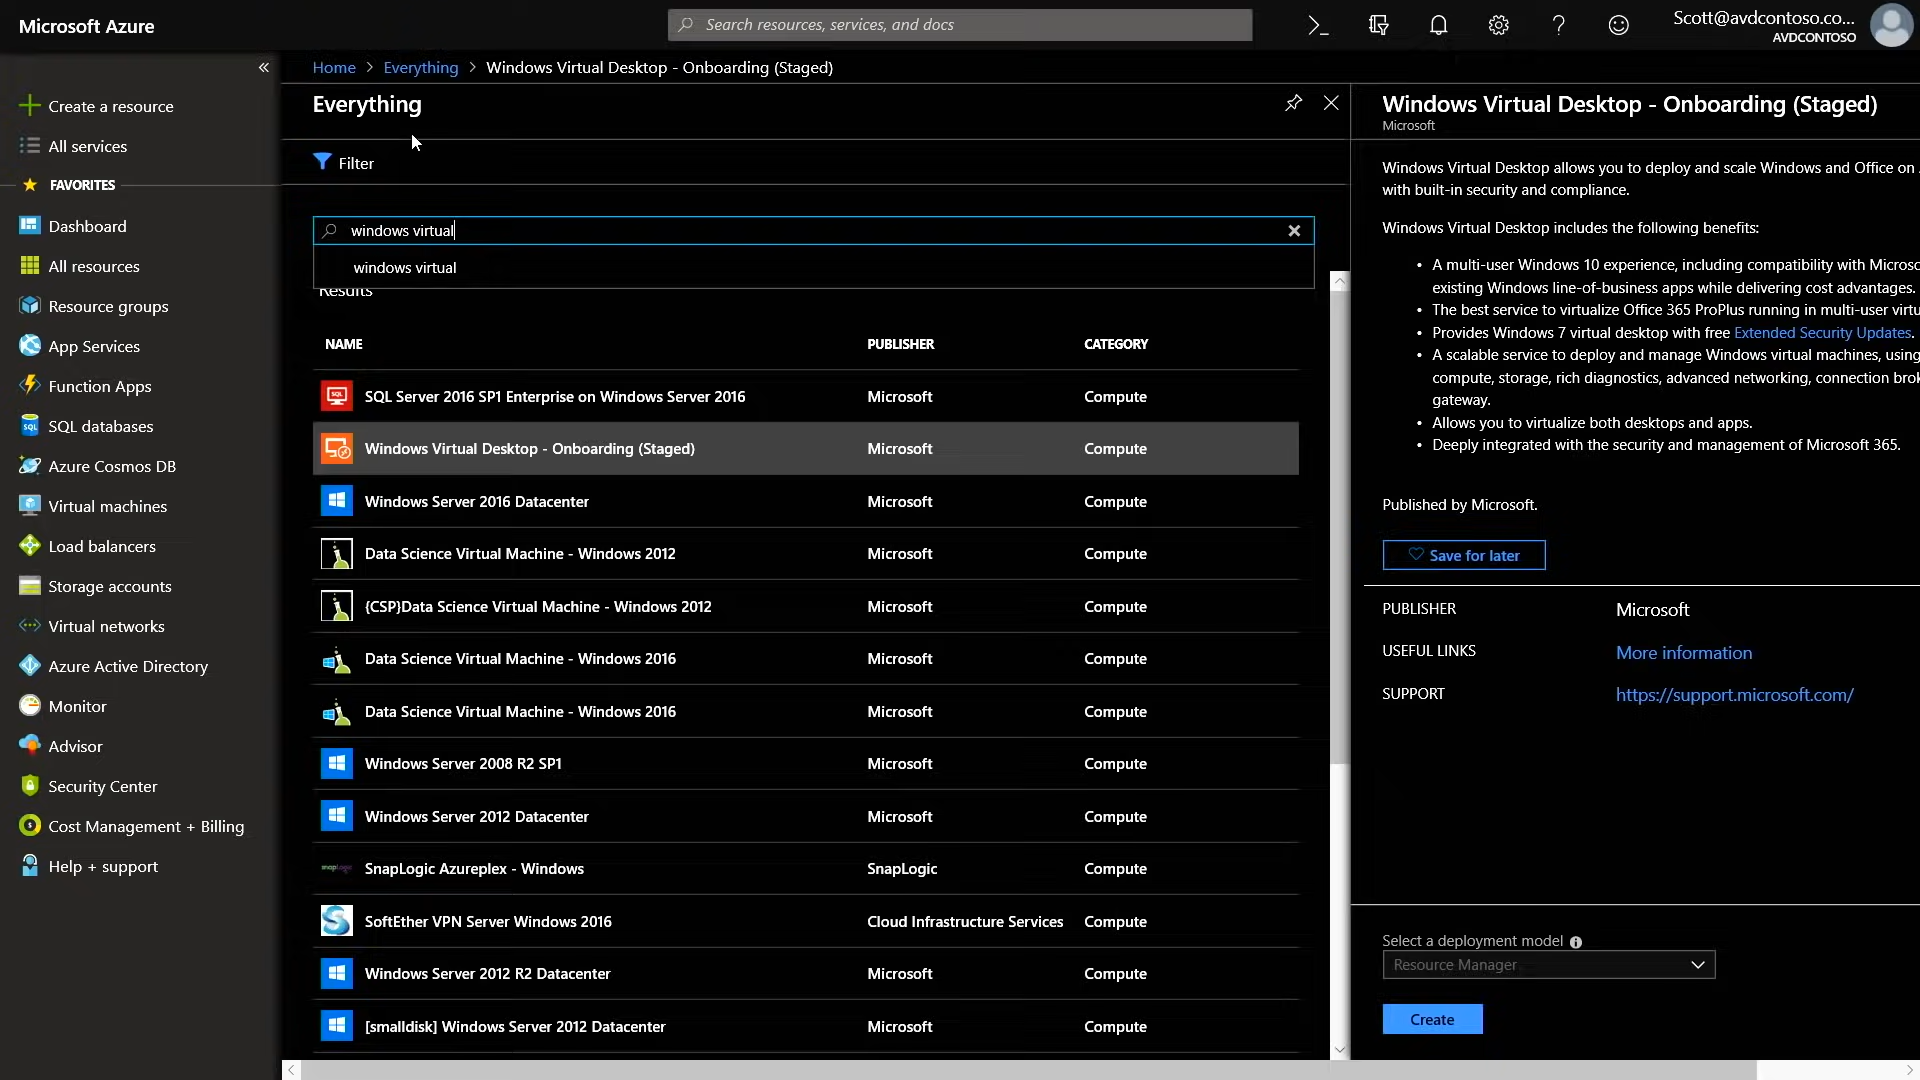 Microsoft Azure
Search resources, services, and docs
Scott@avdcontoso.co...
AVDCONTOSO
Home > Everything > Windows Virtual Desktop - Onboarding (Staged)
Create a resource
All services
FAVORITES
Dashboard
All resources
Resource groups
App Services
Function Apps
SQL databases
Azure Cosmos DB
Virtual machines
Load balancers
Storage accounts
Virtual networks
Azure Active Directory
Monitor
Advisor
Security Center
Cost Management + Billing
Help + support
Everything
Filter
windows virtual
windows virtual
Results
NAME PUBLISHER CATEGORY
SQL Server 2016 SP1 Enterprise on Windows Server 2016 Microsoft Compute
Windows Virtual Desktop - Onboarding (Staged) Microsoft Compute
Windows Server 2016 Datacenter Microsoft Compute
Data Science Virtual Machine - Windows 2012 Microsoft Compute
{CSP}Data Science Virtual Machine - Windows 2012 Microsoft Compute
Data Science Virtual Machine - Windows 2016 Microsoft Compute
Data Science Virtual Machine - Windows 2016 Microsoft Compute
Windows Server 2008 R2 SP1 Microsoft Compute
Windows Server 2012 Datacenter Microsoft Compute
SnapLogic Azureplex - Windows SnapLogic Compute
SoftEther VPN Server Windows 2016 Cloud Infrastructure Services Compute
Windows Server 2012 R2 Datacenter Microsoft Compute
[smalldisk] Windows Server 2012 Datacenter Microsoft Compute
Windows Virtual Desktop - Onboarding (Staged)
Microsoft
Windows Virtual Desktop allows you to deploy and scale Windows and Office on
with built-in security and compliance.
Windows Virtual Desktop includes the following benefits:
• A multi-user Windows 10 experience, including compatibility with Microso
existing Windows line-of-business apps while delivering cost advantages.
• The best service to virtualize Office 365 ProPlus running in multi-user virtu
• Provides Windows 7 virtual desktop with free Extended Security Updates.
• A scalable service to deploy and manage Windows virtual machines, using
compute, storage, rich diagnostics, advanced networking, connection brok
gateway.
• Allows you to virtualize both desktops and apps.
• Deeply integrated with the security and management of Microsoft 365.
Published by Microsoft.
Save for later
PUBLISHER Microsoft
USEFUL LINKS More information
SUPPORT https://support.microsoft.com/
Select a deployment model
Resource Manager
Create